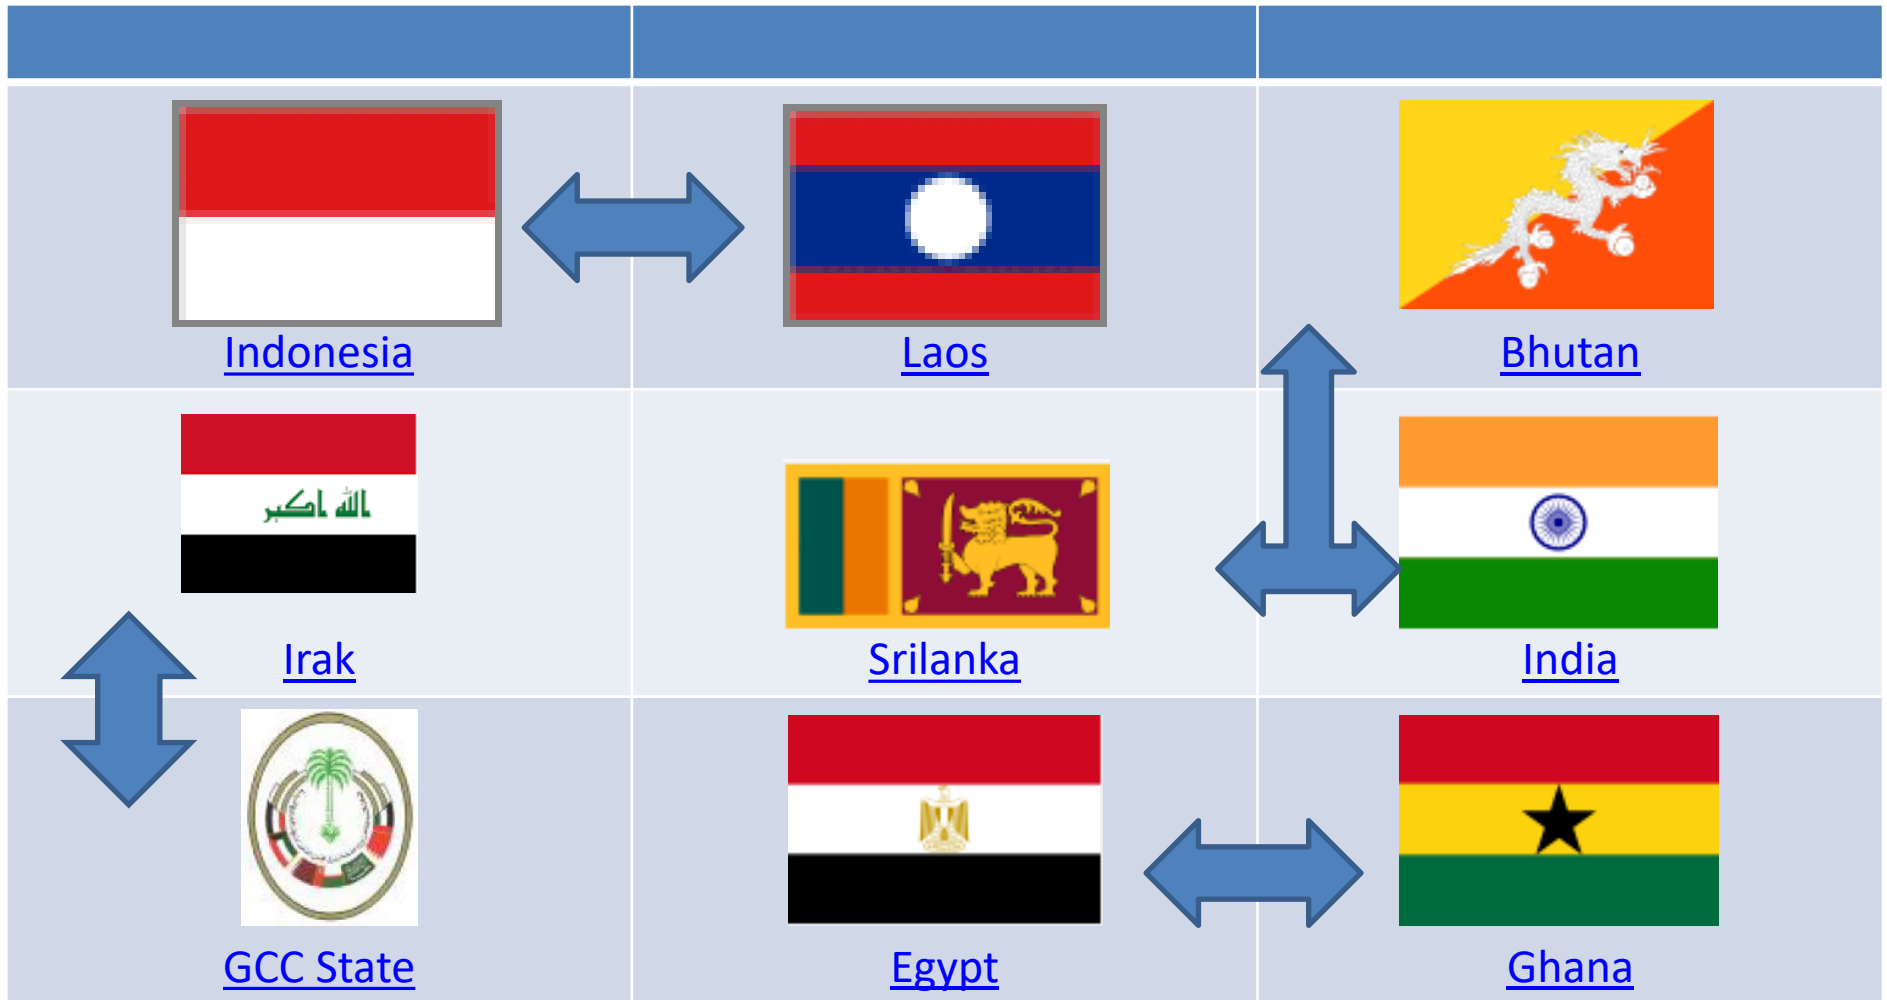 Indonesia
Laos
Bhutan
الله اكبر
Irak
Srilanka
India
GCC State
Egypt
Ghana